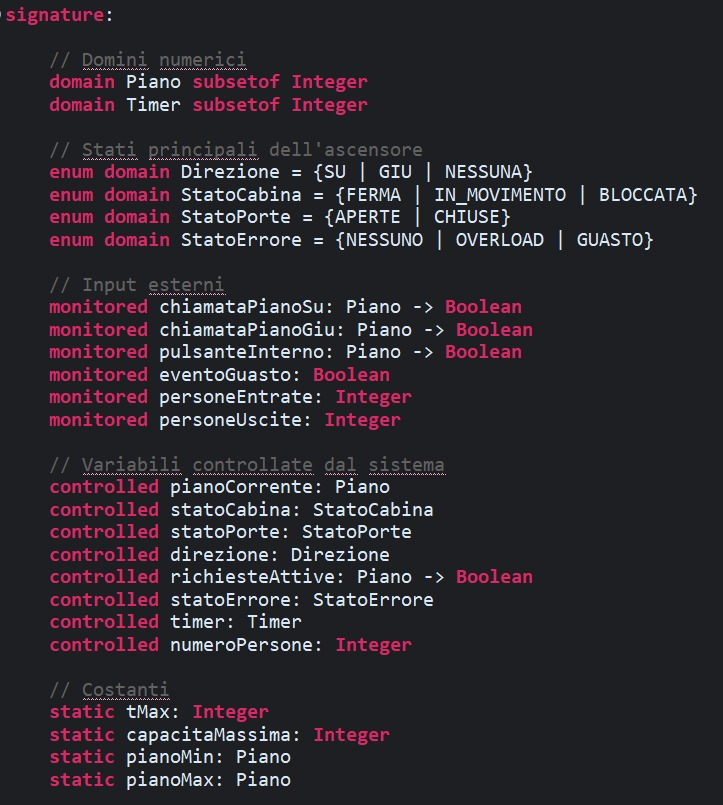 signature:
// Domini numerici
domain Piano subsetof Integer
domain Timer subsetof Integer
// Stati principali dell'ascensore
enum domain Direzione = {SU | GIU | NESSUNA}
enum domain StatoCabina = {FERMA | IN_MOVIMENTO | BLOCCATA}
enum domain StatoPorte = {APERTE | CHIUSE}
enum domain StatoErrore = {NESSUNO | OVERLOAD | GUASTO}
// Input esterni
monitored chiamataPianoSu: Piano -> Boolean
monitored chiamataPianoGiu: Piano -> Boolean
monitored pulsanteInterno: Piano -> Boolean
monitored eventoGuasto: Boolean
monitored personeEntrate: Integer
monitored personeUscite: Integer
// Variabili controllate dal sistema
controlled pianoCorrente: Piano
controlled statoCabina: StatoCabina
controlled statoPorte: StatoPorte
controlled direzione: Direzione
controlled richiesteAttive: Piano -> Boolean
controlled statoErrore: StatoErrore
controlled timer: Timer
controlled numeroPersone: Integer
// Costanti
static tMax: Integer
static capacitaMassima: Integer
static pianoMin: Piano
static pianoMax: Piano